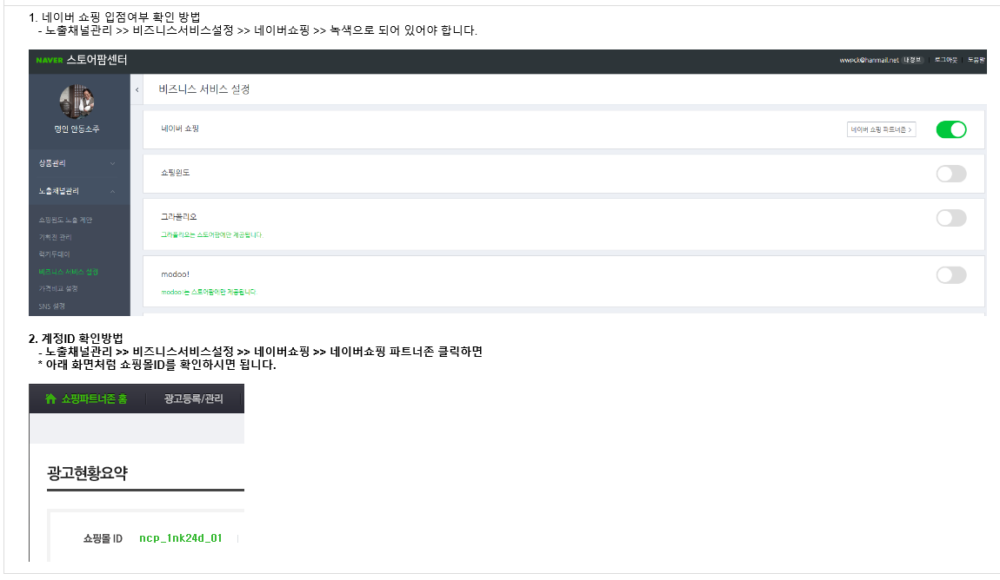 1. 네이버 쇼핑 입점여부 확인 방법
- 노출채널관리 >> 비즈니스서비스설정 >> 네이버쇼핑 >> 녹색으로 되어 있어야 합니다.
NAVER 스토어팜센터
wwpck@hanmail.net 내정보 로그아웃 도움말
명인 안동소주
< 비즈니스 서비스 설정
네이버 쇼핑
네이버 쇼핑 파트너존 >
상품관리
쇼핑윈도
노출채널관리
쇼핑윈도 노출 제안
기획전 관리
럭키투데이
비즈니스 서비스 설정
가격비교 설정
SNS 설정
그라폴리오
그라폴리오는 스토어팜에만 제공됩니다.
modoo!
modoo!는 스토어팜에만 제공됩니다.
2. 계정ID 확인방법
- 노출채널관리 >> 비즈니스서비스설정 >> 네이버쇼핑 >> 네이버쇼핑 파트너존 클릭하면
* 아래 화면처럼 쇼핑몰ID를 확인하시면 됩니다.
쇼핑파트너존 홈 광고등록/관리
광고현황요약
쇼핑몰 ID ncp_1nk24d_01